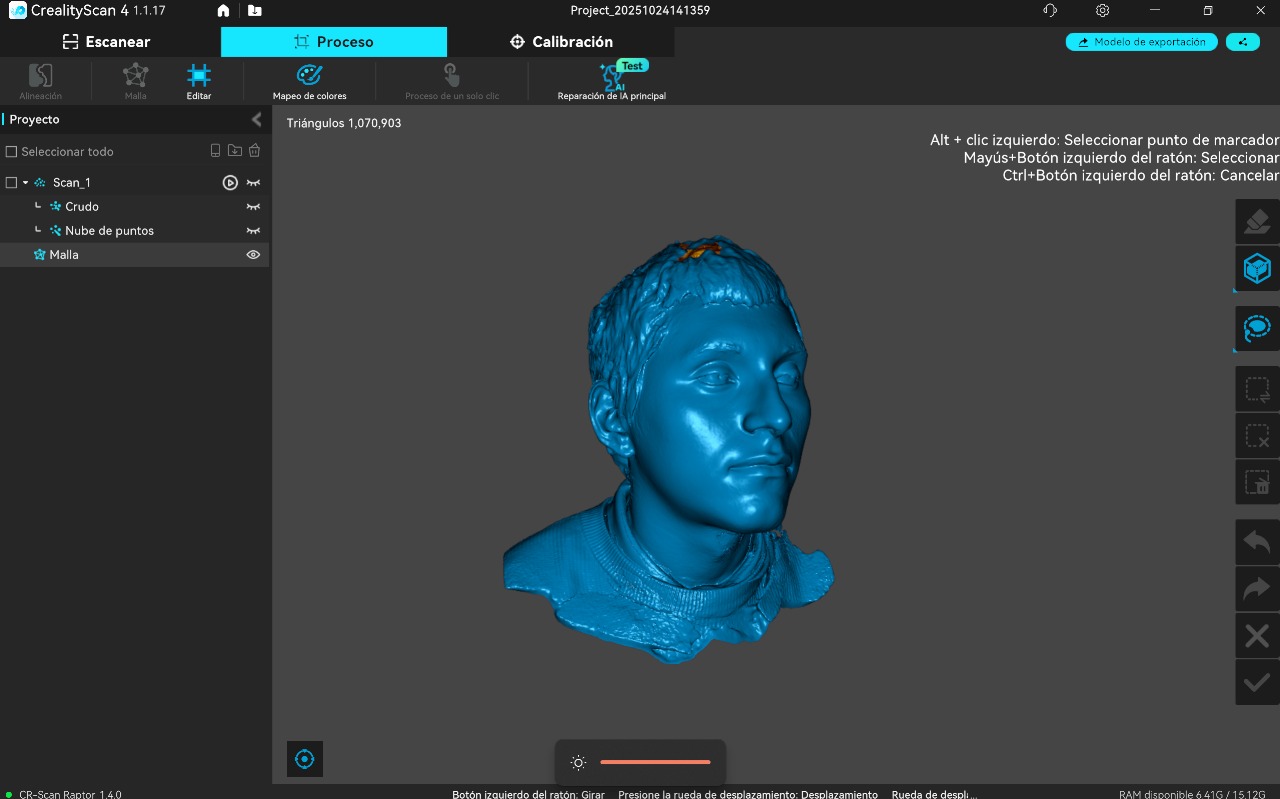 CrealityScan 4 1.1.17
Project_20251024141359
Escanear
Proceso
Calibración
Modelo de exportación
Alineación
Malla
Editar
Mapeo de colores
Proceso de un solo clic
Test
AI
Reparación de IA principal
Proyecto
Triángulos 1,070,903
Alt + clic izquierdo: Seleccionar punto de marcador
Mayús+Botón izquierdo del ratón: Seleccionar
Ctrl+Botón izquierdo del ratón: Cancelar
Seleccionar todo
Scan_1
Crudo
Nube de puntos
Malla
CR-Scan Raptor 1.4.0
Botón izquierdo del ratón: Girar
Presione la rueda de desplazamiento: Desplazamiento
Rueda de despl...
RAM disponible 6.41G / 15.12G